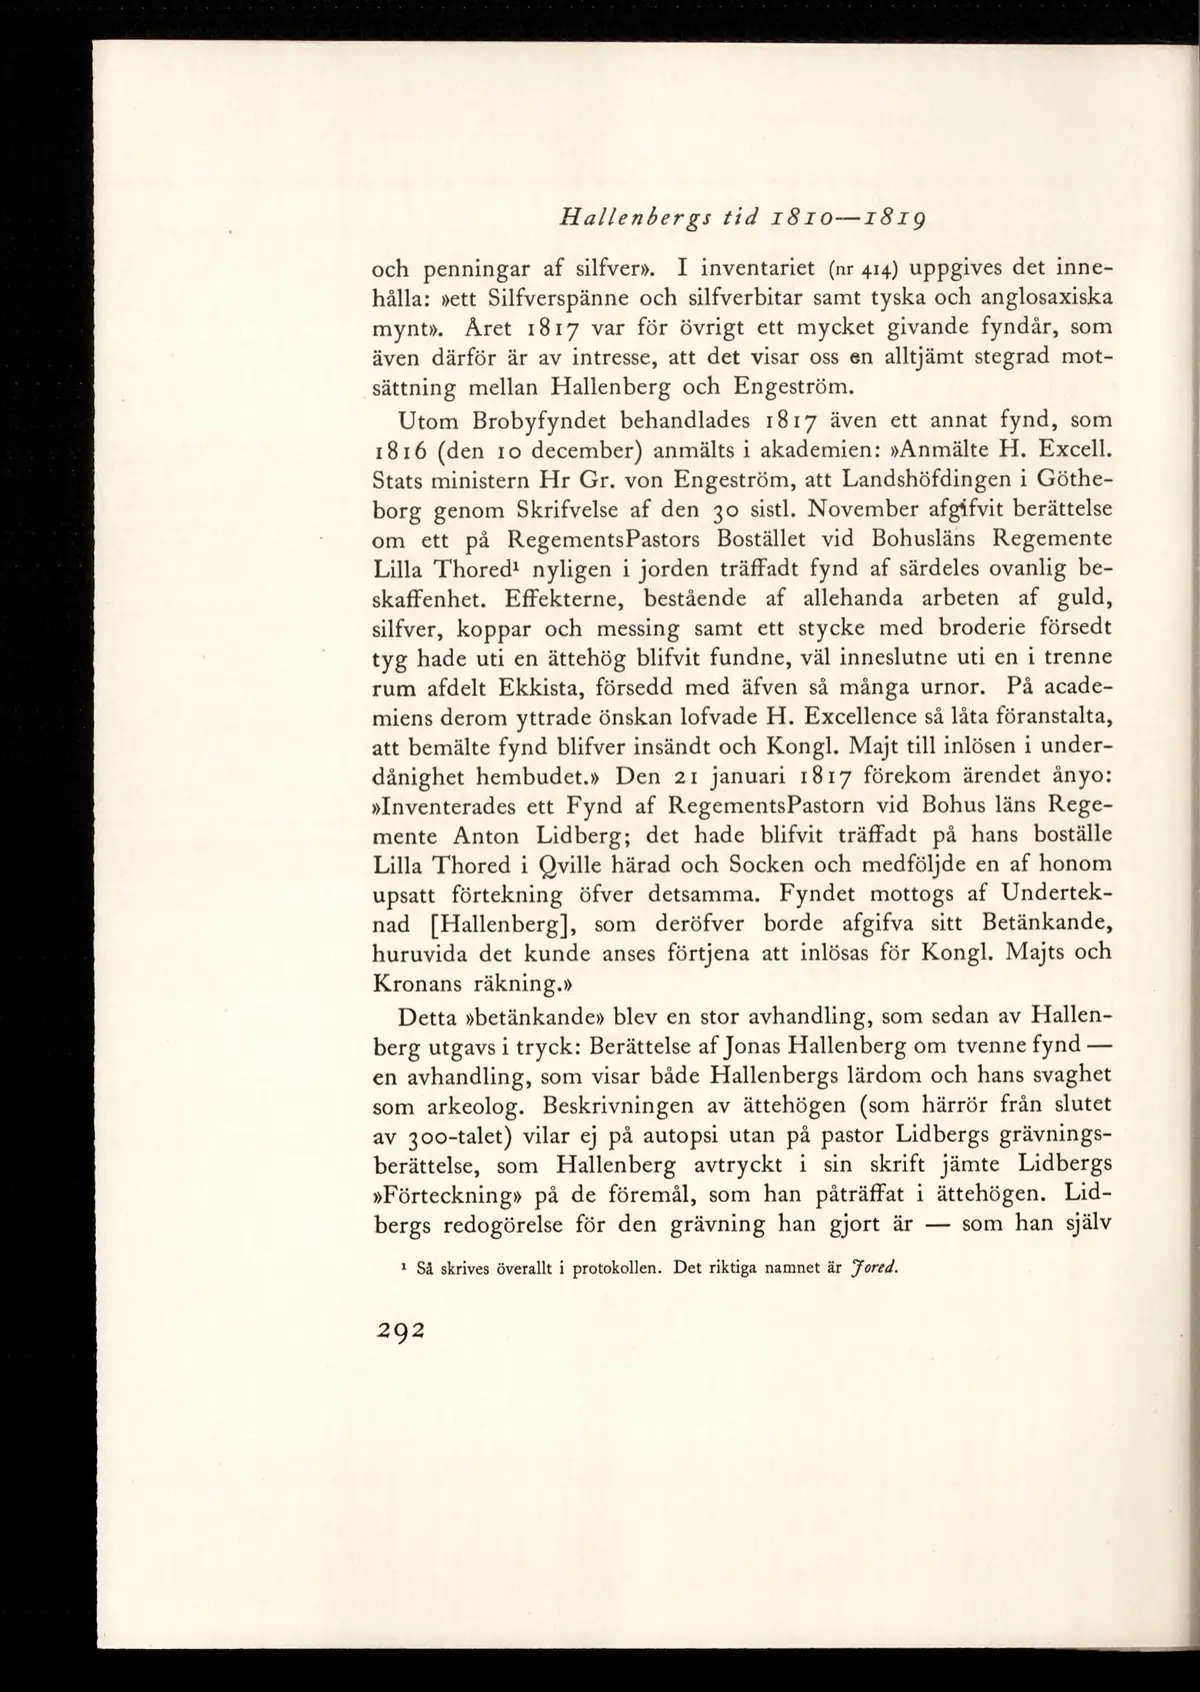 Hallenbergs tid 1810—1819
och penningar af silfver». I inventariet (nr 414) uppgives det inne-
hålla: »ett Silfverspänne och silfverbitar samt tyska och anglosaxiska
mynt». Året 1817 var för övrigt ett mycket givande fyndår, som
även därför är av intresse, att det visar oss en alltjämt stegrad mot-
sättning mellan Hallenberg och Engeström.
Utom Brobyfyndet behandlades 1817 även ett annat fynd, som
1816 (den 10 december) anmälts i akademien: »Anmälte H. Excell.
Stats ministern Hr Gr. von Engeström, att Landshöfdingen i Göthe-
borg genom Skrifvelse af den 30 sistl. November afgifvit berättelse
om ett på RegementsPastors Bostället vid Bohusläns Regemente
Lilla Thored¹ nyligen i jorden träffadt fynd af särdeles ovanlig be-
skaffenhet. Effekterne, bestående af allehanda arbeten af guld,
silfver, koppar och messing samt ett stycke med broderie försedt
tyg hade uti en ättehög blifvit fundne, väl inneslutne uti en i trenne
rum afdelt Ekkista, försedd med äfven så många urnor. På acade-
miens derom yttrade önskan lofvade H. Excellence så låta föranstalta,
att bemälte fynd blifver insändt och Kongl. Majt till inlösen i under-
dånighet hembudet.» Den 21 januari 1817 förekom ärendet ånyo:
»Inventerades ett Fynd af RegementsPastorn vid Bohus läns Rege-
mente Anton Lidberg; det hade blifvit träffadt på hans boställe
Lilla Thored i Qville härad och Socken och medföljde en af honom
upsatt förtekning öfver detsamma. Fyndet mottogs af Undertek-
nad [Hallenberg], som deröfver borde afgifva sitt Betänkande,
huruvida det kunde anses förtjena att inlösas för Kongl. Majts och
Kronans räkning.»
Detta »betänkande» blev en stor avhandling, som sedan av Hallen-
berg utgavs i tryck: Berättelse af Jonas Hallenberg om tvenne fynd —
en avhandling, som visar både Hallenbergs lärdom och hans svaghet
som arkeolog. Beskrivningen av ättehögen (som härrör från slutet
av 300-talet) vilar ej på autopsi utan på pastor Lidbergs grävnings-
berättelse, som Hallenberg avtryckt i sin skrift jämte Lidbergs
»Förteckning» på de föremål, som han påträffat i ättehögen. Lid-
bergs redogörelse för den grävning han gjort är — som han själv
¹ Så skrives överallt i protokollen. Det riktiga namnet är Jored.
292